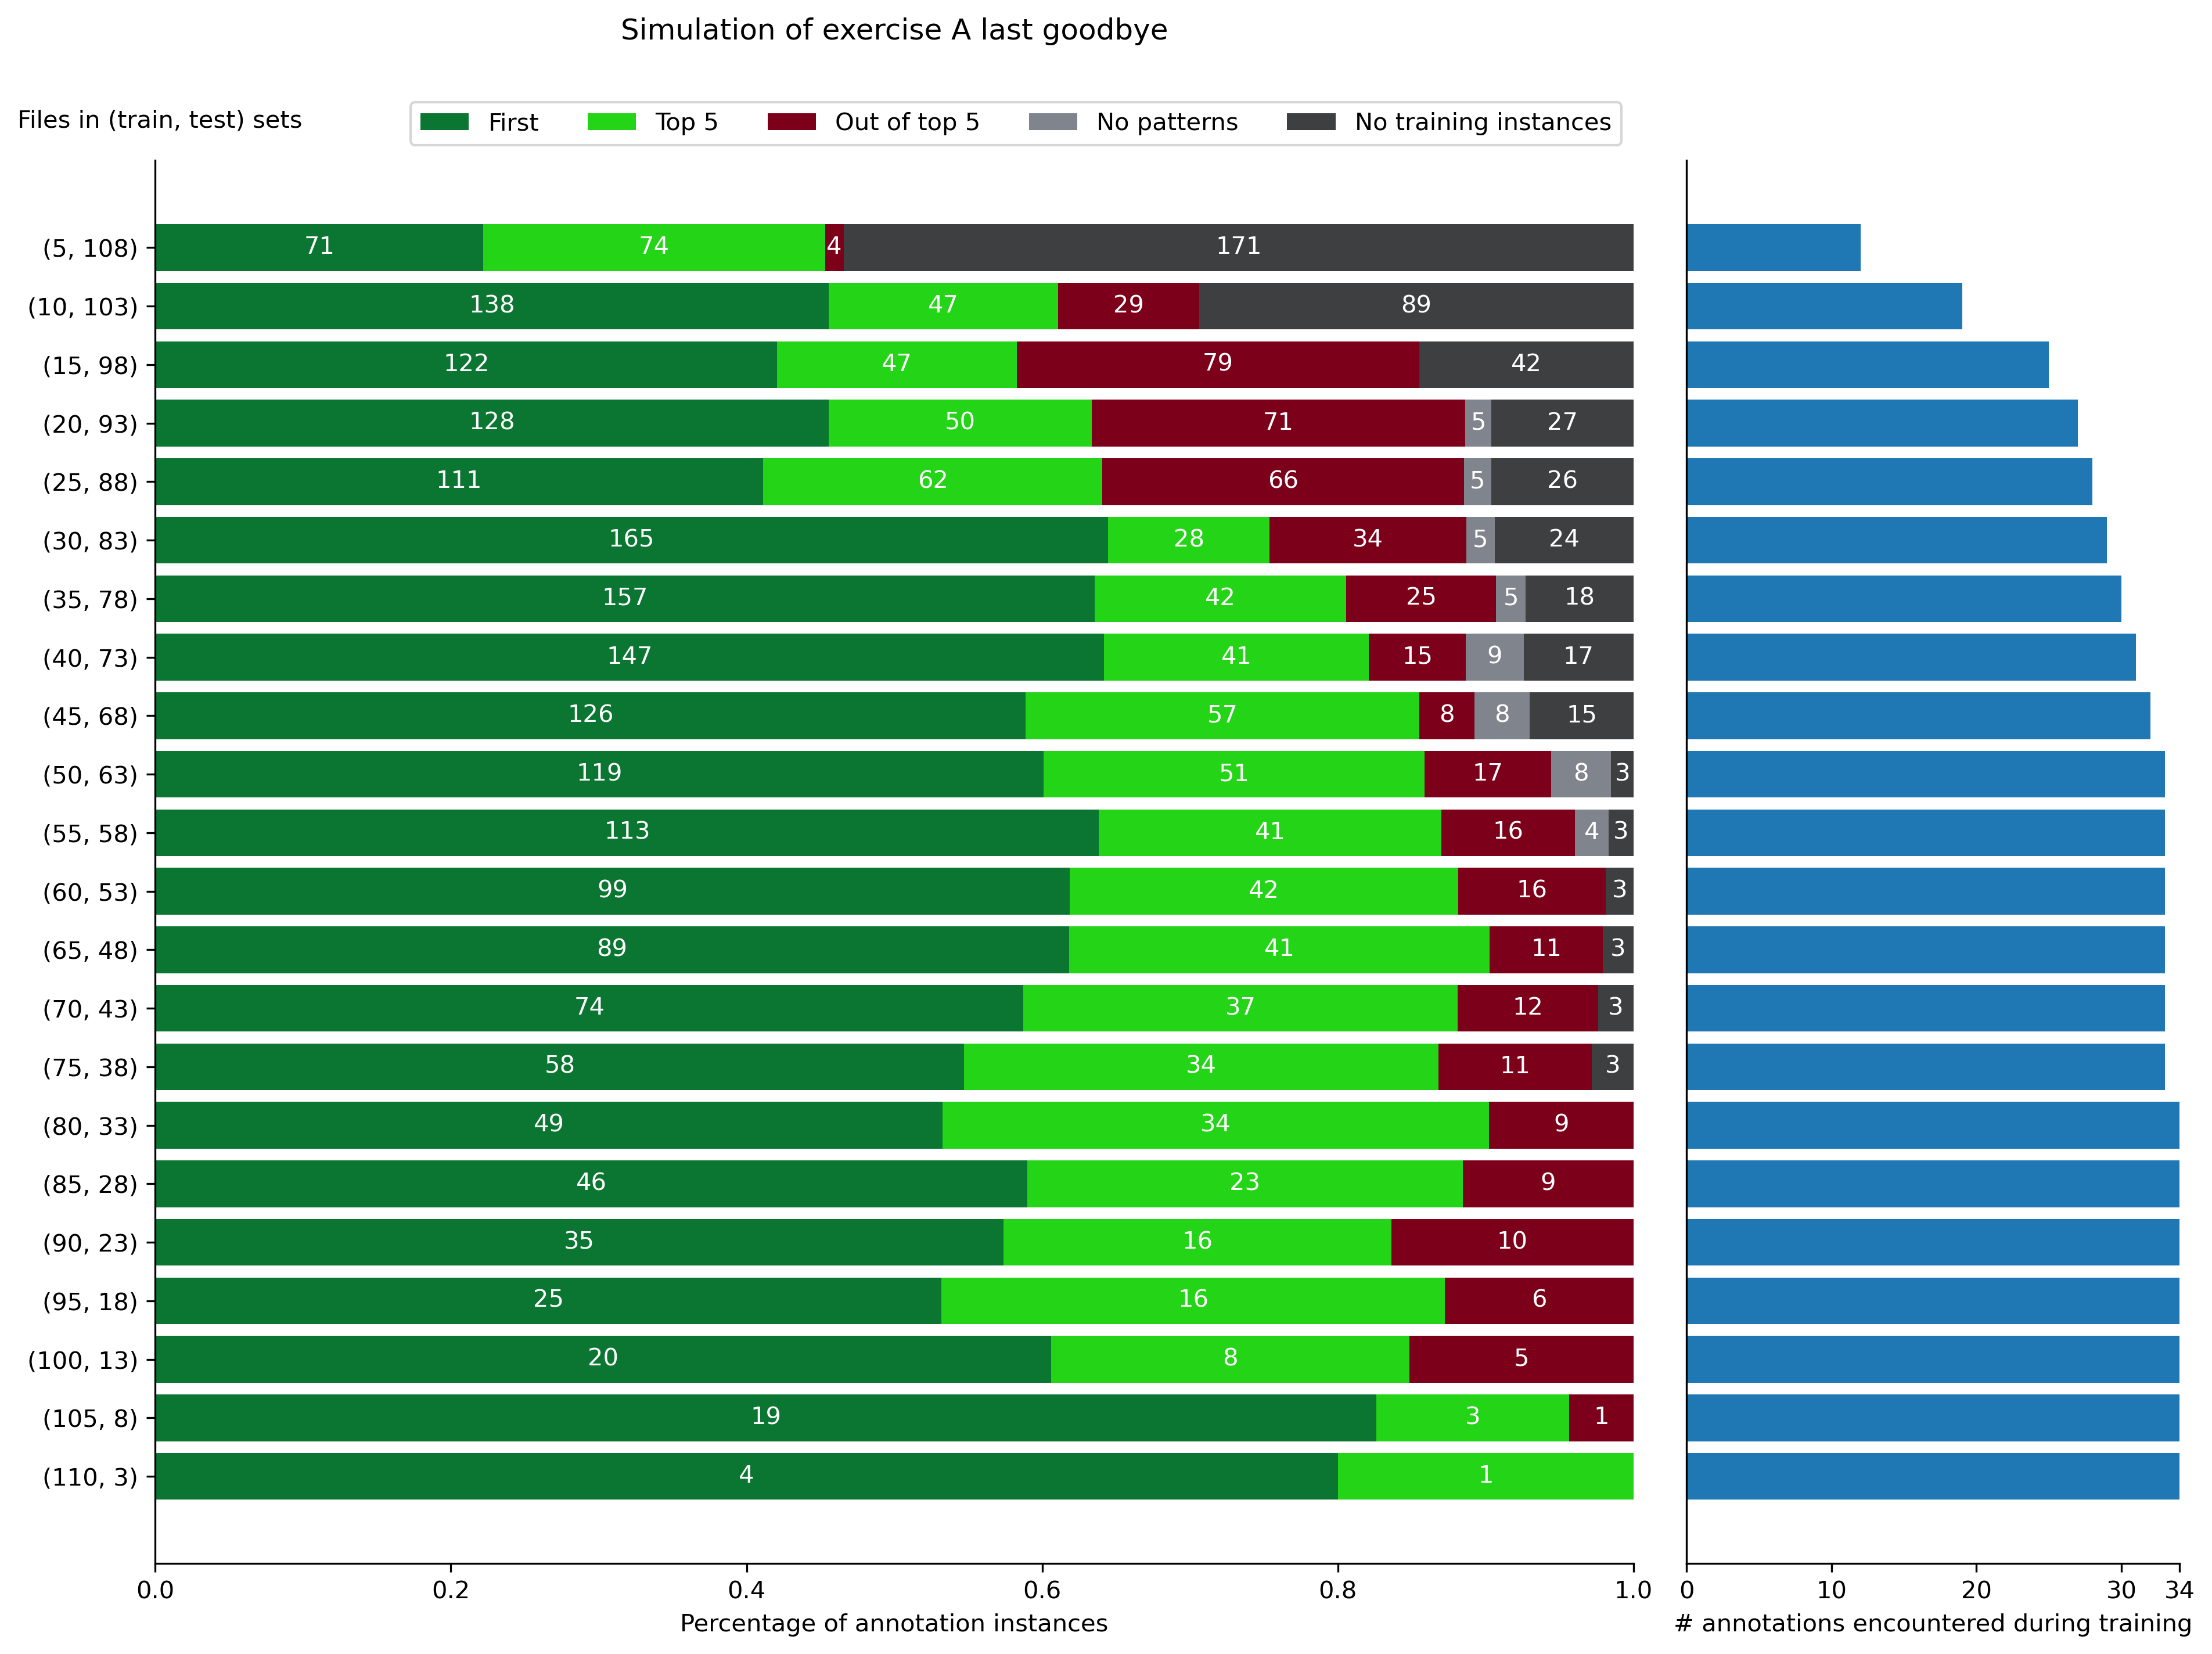 Simulation of exercise A last goodbye
Files in (train, test) sets
First Top 5 Out of top 5 No patterns No training instances
(5, 108) 71 74 4 171
(10, 103) 138 47 29 89
(15, 98) 122 47 79 42
(20, 93) 128 50 71 5 27
(25, 88) 111 62 66 5 26
(30, 83) 165 28 34 5 24
(35, 78) 157 42 25 5 18
(40, 73) 147 41 15 9 17
(45, 68) 126 57 8 8 15
(50, 63) 119 51 17 8 3
(55, 58) 113 41 16 4 3
(60, 53) 99 42 16 3
(65, 48) 89 41 11 3
(70, 43) 74 37 12 3
(75, 38) 58 34 11 3
(80, 33) 49 34 9
(85, 28) 46 23 9
(90, 23) 35 16 10
(95, 18) 25 16 6
(100, 13) 20 8 5
(105, 8) 19 3 1
(110, 3) 4 1
0.0 0.2 0.4 0.6 0.8 1.0
Percentage of annotation instances
0 10 20 30 34
# annotations encountered during training